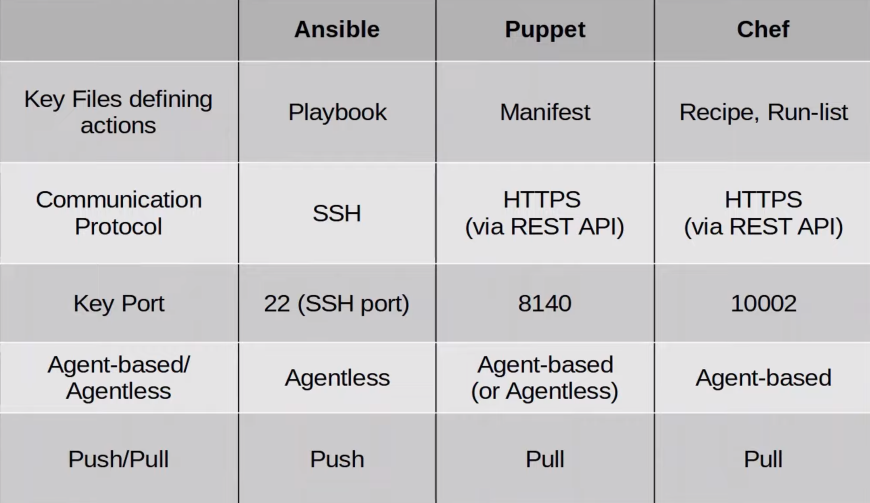 Ansible
Puppet
Chef
Key Files defining
actions
Playbook
Manifest
Recipe, Run-list
Communication
Protocol
SSH
HTTPS
(via REST API)
HTTPS
(via REST API)
Key Port
22 (SSH port)
8140
10002
Agent-based/
Agentless
Agentless
Agent-based
(or Agentless)
Agent-based
Push/Pull
Push
Pull
Pull